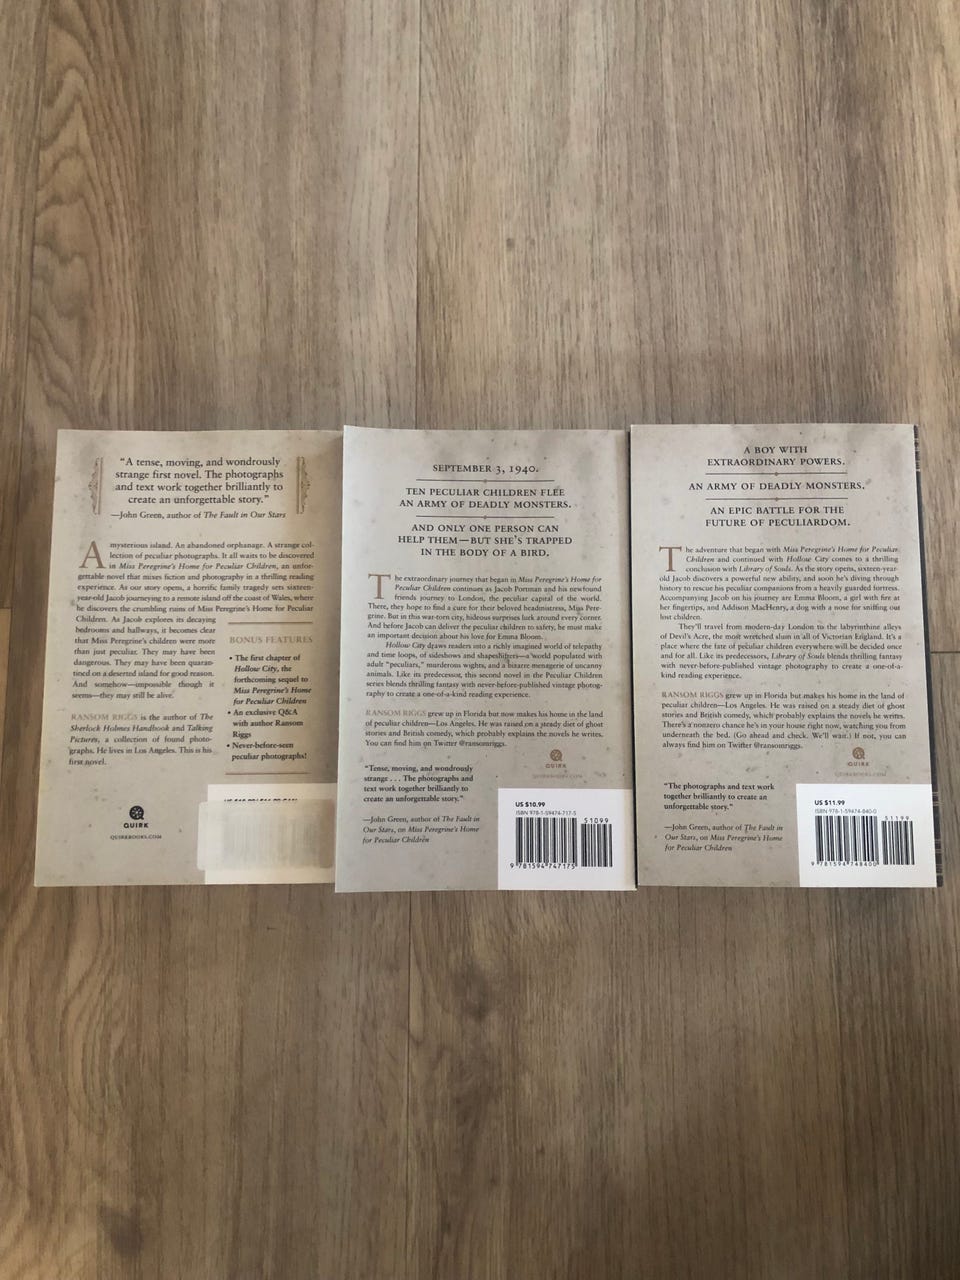 "A tense, moving, and wondrously
strange first novel. The photographs
and text work together brilliantly to
create an unforgettable story."
—John Green, author of The Fault in Our Stars
A mysterious island. An abandoned orphanage. A strange col-
lection of peculiar photographs. It all waits to be discovered
in Miss Peregrine's Home for Peculiar Children, an unfor-
gettable novel that mixes fiction and photography in a thrilling reading
experience. As our story opens, a horrific family tragedy sets sixteen-
year-old Jacob journeying to a remote island off the coast of Wales, where
he discovers the crumbling ruins of Miss Peregrine's Home for Peculiar
Children. As Jacob explores its decaying
bedrooms and hallways, it becomes clear
that Miss Peregrine's children were more
than just peculiar. They may have been
dangerous. They may have been quaran-
tined on a deserted island for good reason.
And somehow—impossible though it
seems—they may still be alive.
RANSOM RIGGS is the author of The
Sherlock Holmes Handbook and Talking
Pictures, a collection of found photo-
graphs. He lives in Los Angeles. This is his
first novel.
BONUS FEATURES
• The first chapter of
Hollow City, the
forthcoming sequel to
Miss Peregrine's Home
for Peculiar Children
• An exclusive Q&A
with author Ransom
Riggs
• Never-before-seen
peculiar photographs!
QUIRK
QUIRKBOOKS.COM
SEPTEMBER 3, 1940.
TEN PECULIAR CHILDREN FLEE
AN ARMY OF DEADLY MONSTERS.
AND ONLY ONE PERSON CAN
HELP THEM—BUT SHE'S TRAPPED
IN THE BODY OF A BIRD.
The extraordinary journey that began in Miss Peregrine's Home for
Peculiar Children continues as Jacob Portman and his newfound
friends journey to London, the peculiar capital of the world.
There, they hope to find a cure for their beloved headmistress, Miss Pere-
grine. But in this war-torn city, hideous surprises lurk around every corner.
And before Jacob can deliver the peculiar children to safety, he must make
an important decision about his love for Emma Bloom.
Hollow City draws readers into a richly imagined world of telepathy
and time loops, of sideshows and shapeshifters—a world populated with
adult "peculiars," murderous wights, and a bizarre menagerie of uncanny
animals. Like its predecessor, this second novel in the Peculiar Children
series blends thrilling fantasy with never-before-published vintage photog-
raphy to create a one-of-a-kind reading experience.
RANSOM RIGGS grew up in Florida but now makes his home in the land
of peculiar children—Los Angeles. He was raised on a steady diet of ghost
stories and British comedy, which probably explains the novels he writes.
You can find him on Twitter @ransomriggs.
"Tense, moving, and wondrously
strange . . . The photographs and
text work together brilliantly to
create an unforgettable story."
—John Green, author of The Fault in
Our Stars, on Miss Peregrine's Home
for Peculiar Children
QUIRK
QUIRKBOOKS.COM
US $10.99
ISBN 978-1-59474-717-5
51099
9 781594 747175
A BOY WITH
EXTRAORDINARY POWERS.
AN ARMY OF DEADLY MONSTERS.
AN EPIC BATTLE FOR THE
FUTURE OF PECULIARDOM.
The adventure that began with Miss Peregrine's Home for Peculiar
Children and continued with Hollow City comes to a thrilling
conclusion with Library of Souls. As the story opens, sixteen-year-
old Jacob discovers a powerful new ability, and soon he's diving through
history to rescue his peculiar companions from a heavily guarded fortress.
Accompanying Jacob on his journey are Emma Bloom, a girl with fire at
her fingertips, and Addison MacHenry, a dog with a nose for sniffing out
lost children.
They'll travel from modern-day London to the labyrinthine alleys
of Devil's Acre, the most wretched slum in all of Victorian England. It's a
place where the fate of peculiar children everywhere will be decided once
and for all. Like its predecessors, Library of Souls blends thrilling fantasy
with never-before-published vintage photography to create a one-of-a-
kind reading experience.
RANSOM RIGGS grew up in Florida but makes his home in the land of
peculiar children—Los Angeles. He was raised on a steady diet of ghost
stories and British comedy, which probably explains the novels he writes.
There's a nonzero chance he's in your house right now, watching you from
underneath the bed. (Go ahead and check. We'll wait.) If not, you can
always find him on Twitter @ransomriggs.
"The photographs and text work
together brilliantly to create an
unforgettable story."
—John Green, author of The Fault in
Our Stars, on Miss Peregrine's Home
for Peculiar Children
QUIRK
QUIRKBOOKS.COM
US $11.99
ISBN 978-1-59474-840-0
51199
9 781594 748400